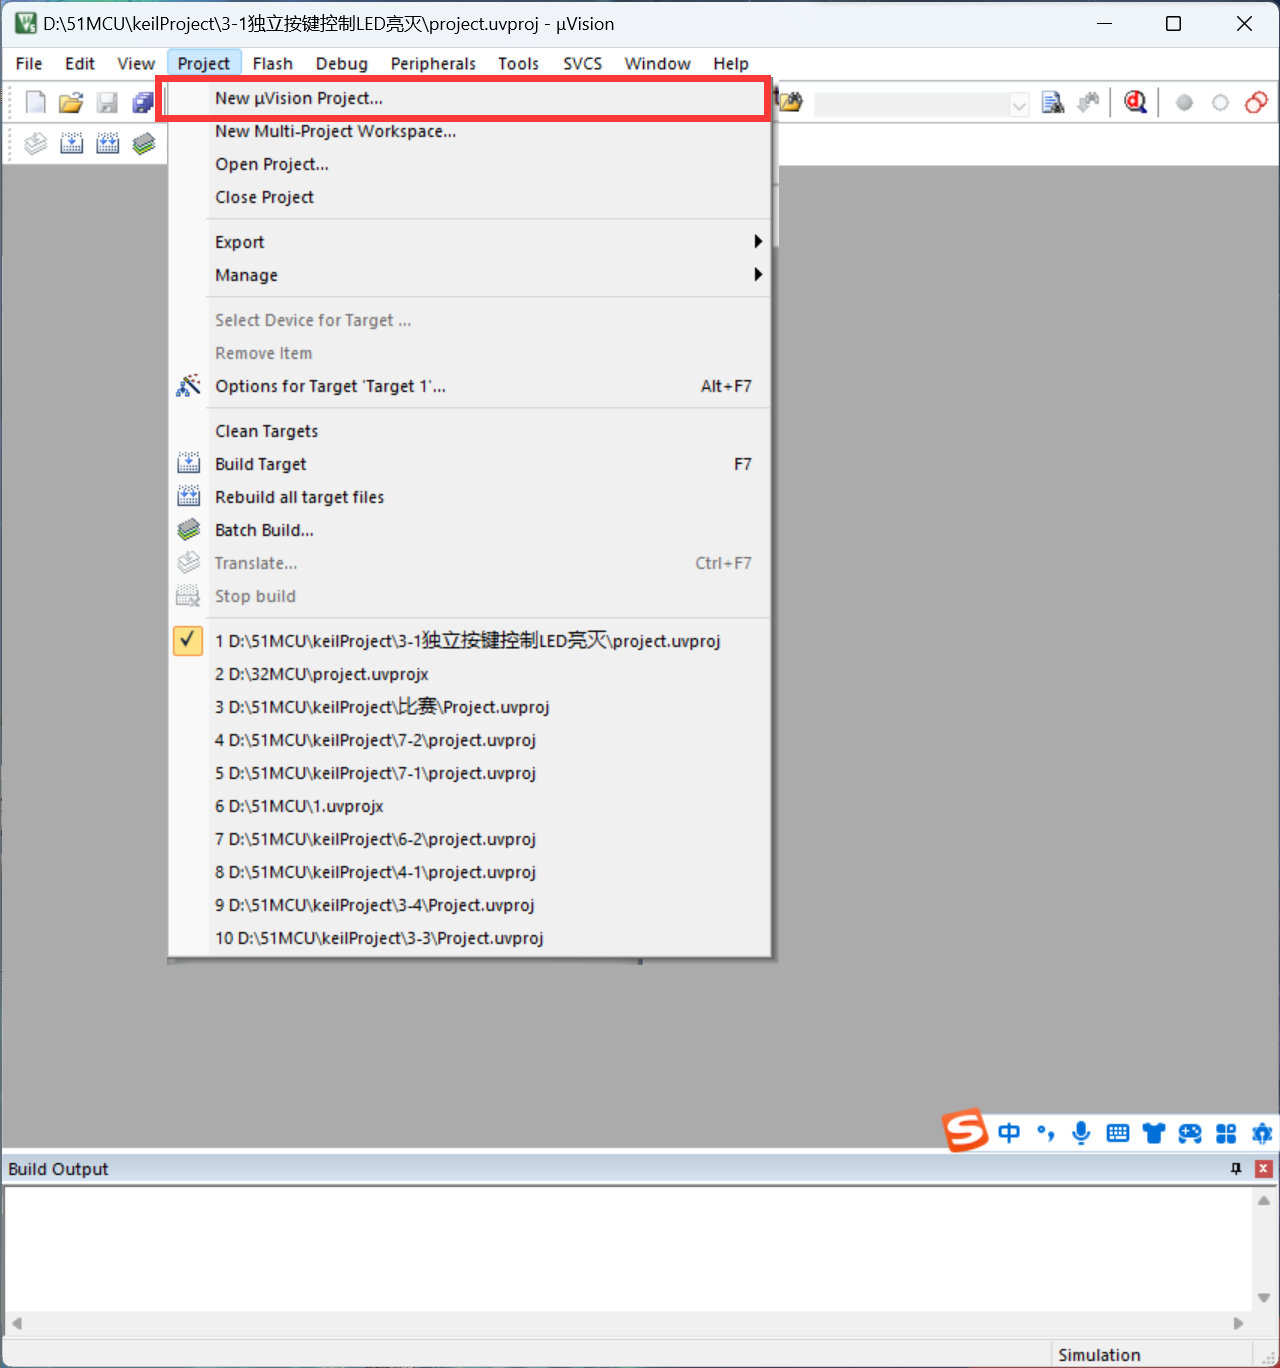 D:\51MCU\keilProject\3-1独立按键控制LED亮灭\project.uvproj - µVision
File Edit View Project Flash Debug Peripherals Tools SVCS Window Help
New µVision Project...
New Multi-Project Workspace...
Open Project...
Close Project
Export
Manage
Select Device for Target ...
Remove Item
Options for Target 'Target 1'... Alt+F7
Clean Targets
Build Target F7
Rebuild all target files
Batch Build...
Translate... Ctrl+F7
Stop build
1 D:\51MCU\keilProject\3-1独立按键控制LED亮灭\project.uvproj
2 D:\32MCU\project.uvprojx
3 D:\51MCU\keilProject\比赛\Project.uvproj
4 D:\51MCU\keilProject\7-2\project.uvproj
5 D:\51MCU\keilProject\7-1\project.uvproj
6 D:\51MCU\1.uvprojx
7 D:\51MCU\keilProject\6-2\project.uvproj
8 D:\51MCU\keilProject\4-1\project.uvproj
9 D:\51MCU\keilProject\3-4\Project.uvproj
10 D:\51MCU\keilProject\3-3\Project.uvproj
中
Build Output
Simulation